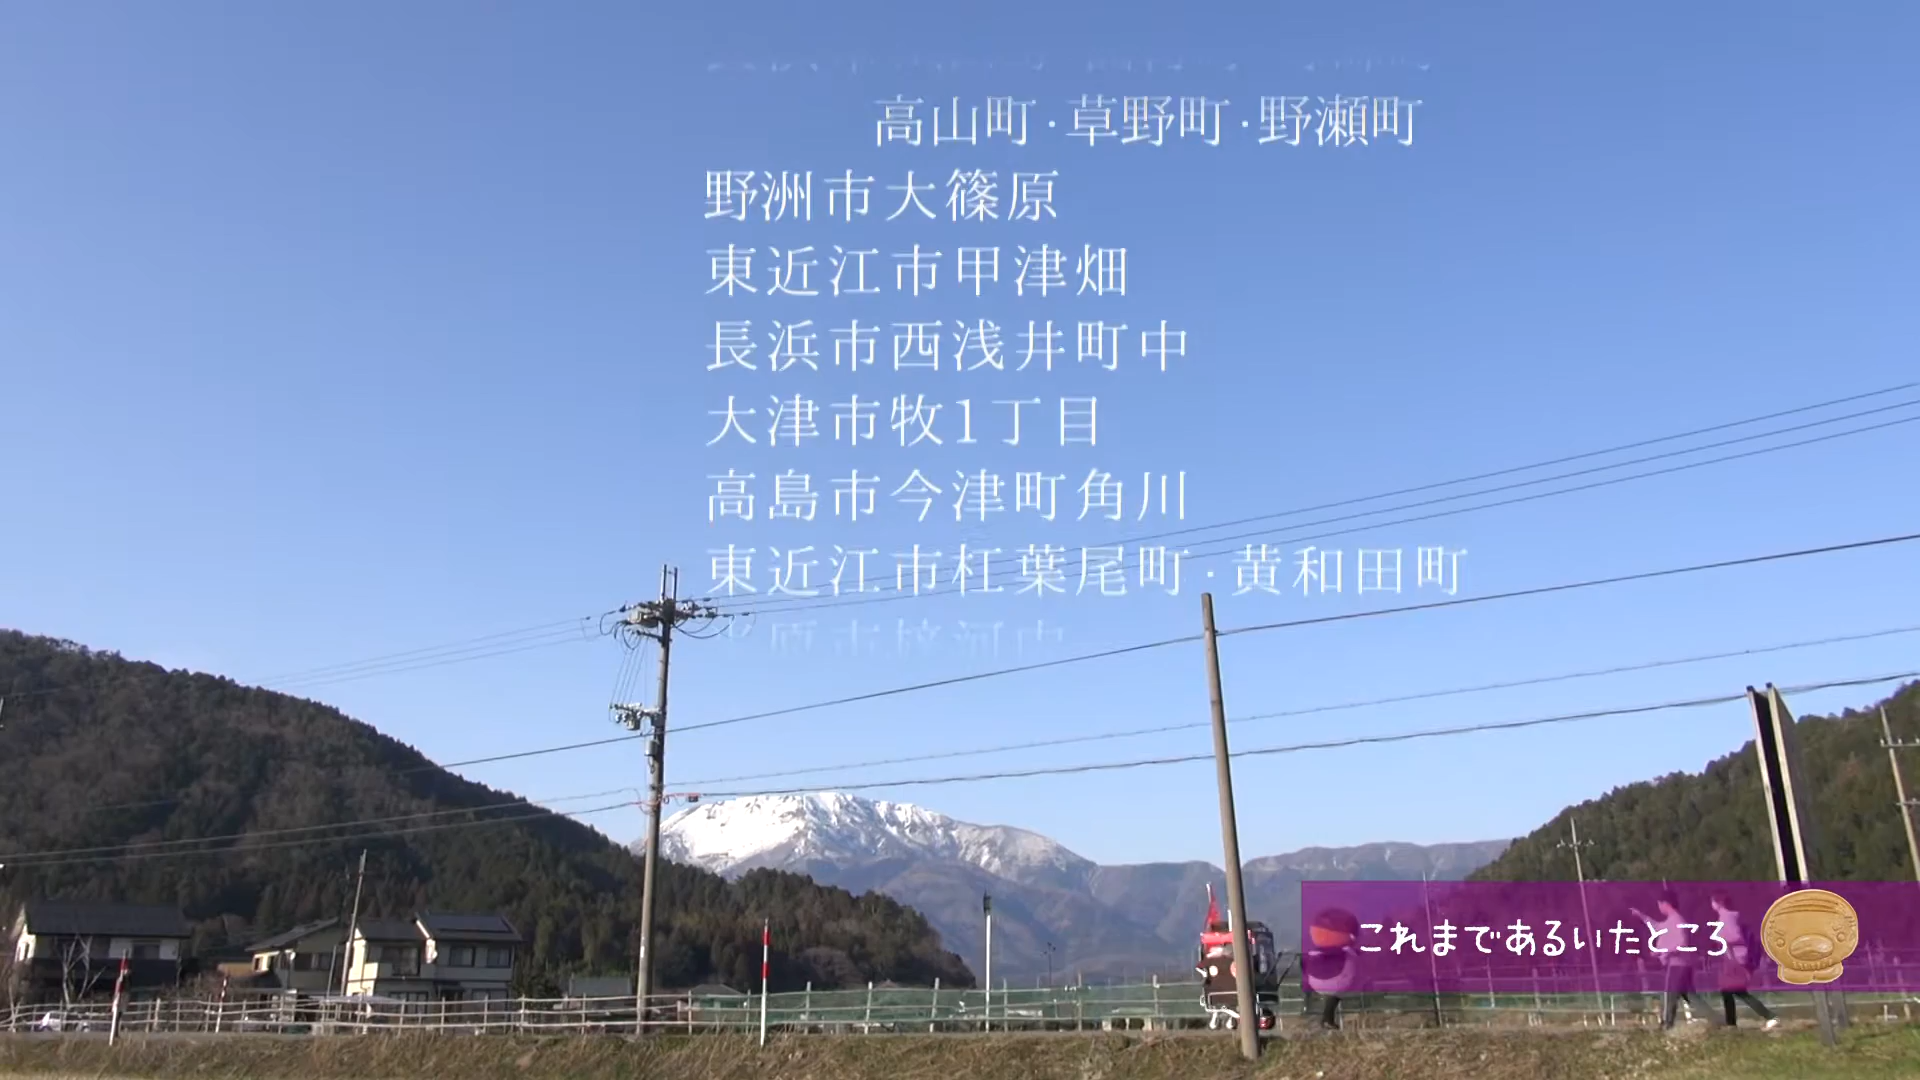 高山町・草野町・野瀬町
野洲市大篠原
東近江市甲津畑
長浜市西浅井町中
大津市牧1丁目
高島市今津町角川
東近江市杠葉尾町・黄和田町
これまであるいたところ